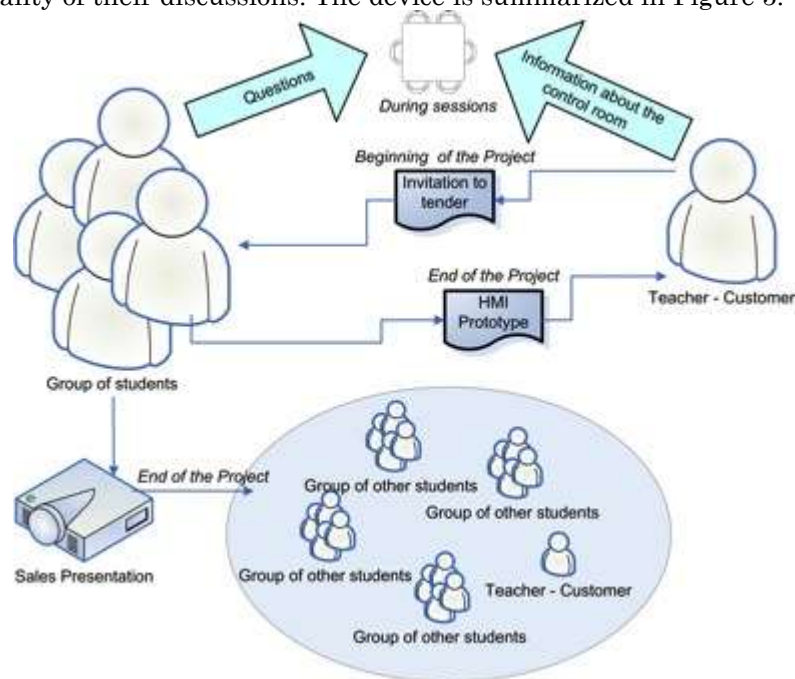 ality of their discussions. The device is summarized in Figure 3.
Questions
During sessions
Information about the
control room
Beginning of the Project
Invitation to
tender
End of the Project
HMI
Prototype
Teacher - Customer
Group of students
End of the Project
Sales Presentation
Group of other students
Group of other students
Group of other students
Teacher - Customer
Group of other students